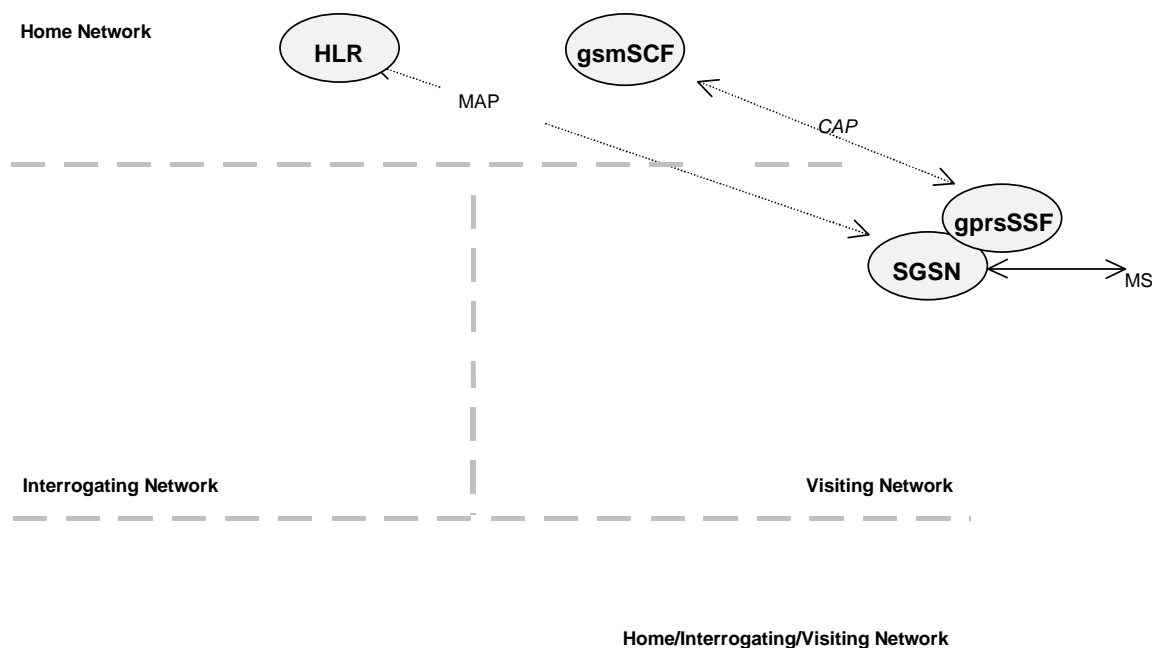 Home Network
HLR
gsmSCF
MAP
CAP
gprsSSF
SGSN
MS
Interrogating Network
Visiting Network
Home/Interrogating/Visiting Network